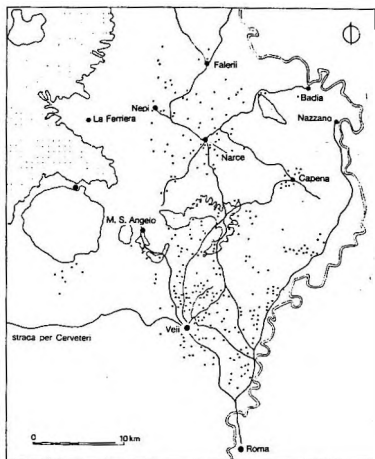 Falerii
Badia
Nepi
La Ferriera
Nazzano
Narce
Capena
M. S. Angelo
Veii
straca per Cerveteri
0 10 km
Roma